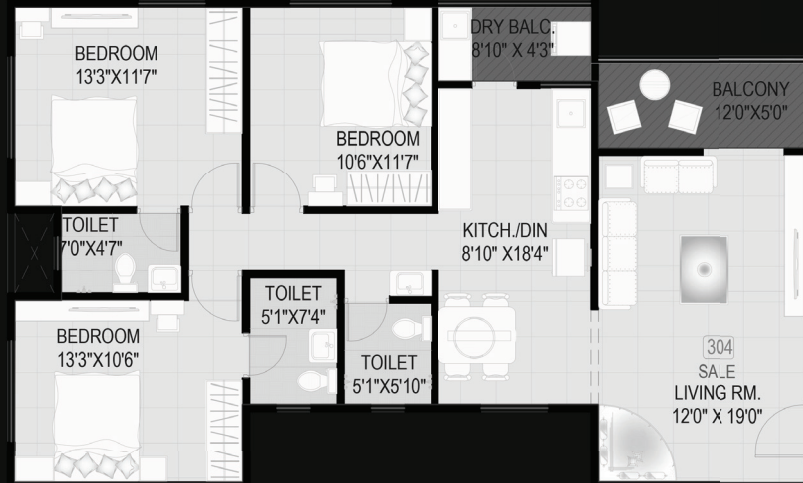 BEDROOM
13'3"X11'7"
BEDROOM
10'6"X11'7"
DRY BALC.
8'10" X 4'3"
BALCONY
12'0"X5'0"
TOILET
7'0"X4'7"
KITCH./DIN
8'10" X18'4"
TOILET
5'1"X7'4"
BEDROOM
13'3"X10'6"
TOILET
5'1"X5'10"
304
SALE
LIVING RM.
12'0" X 19'0"